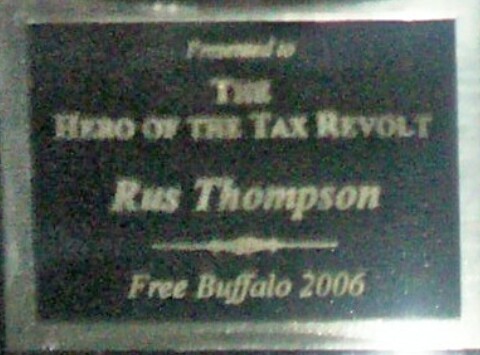 Presented to
THE
HERO OF THE TAX REVOLT
Rus Thompson
Free Buffalo 2006